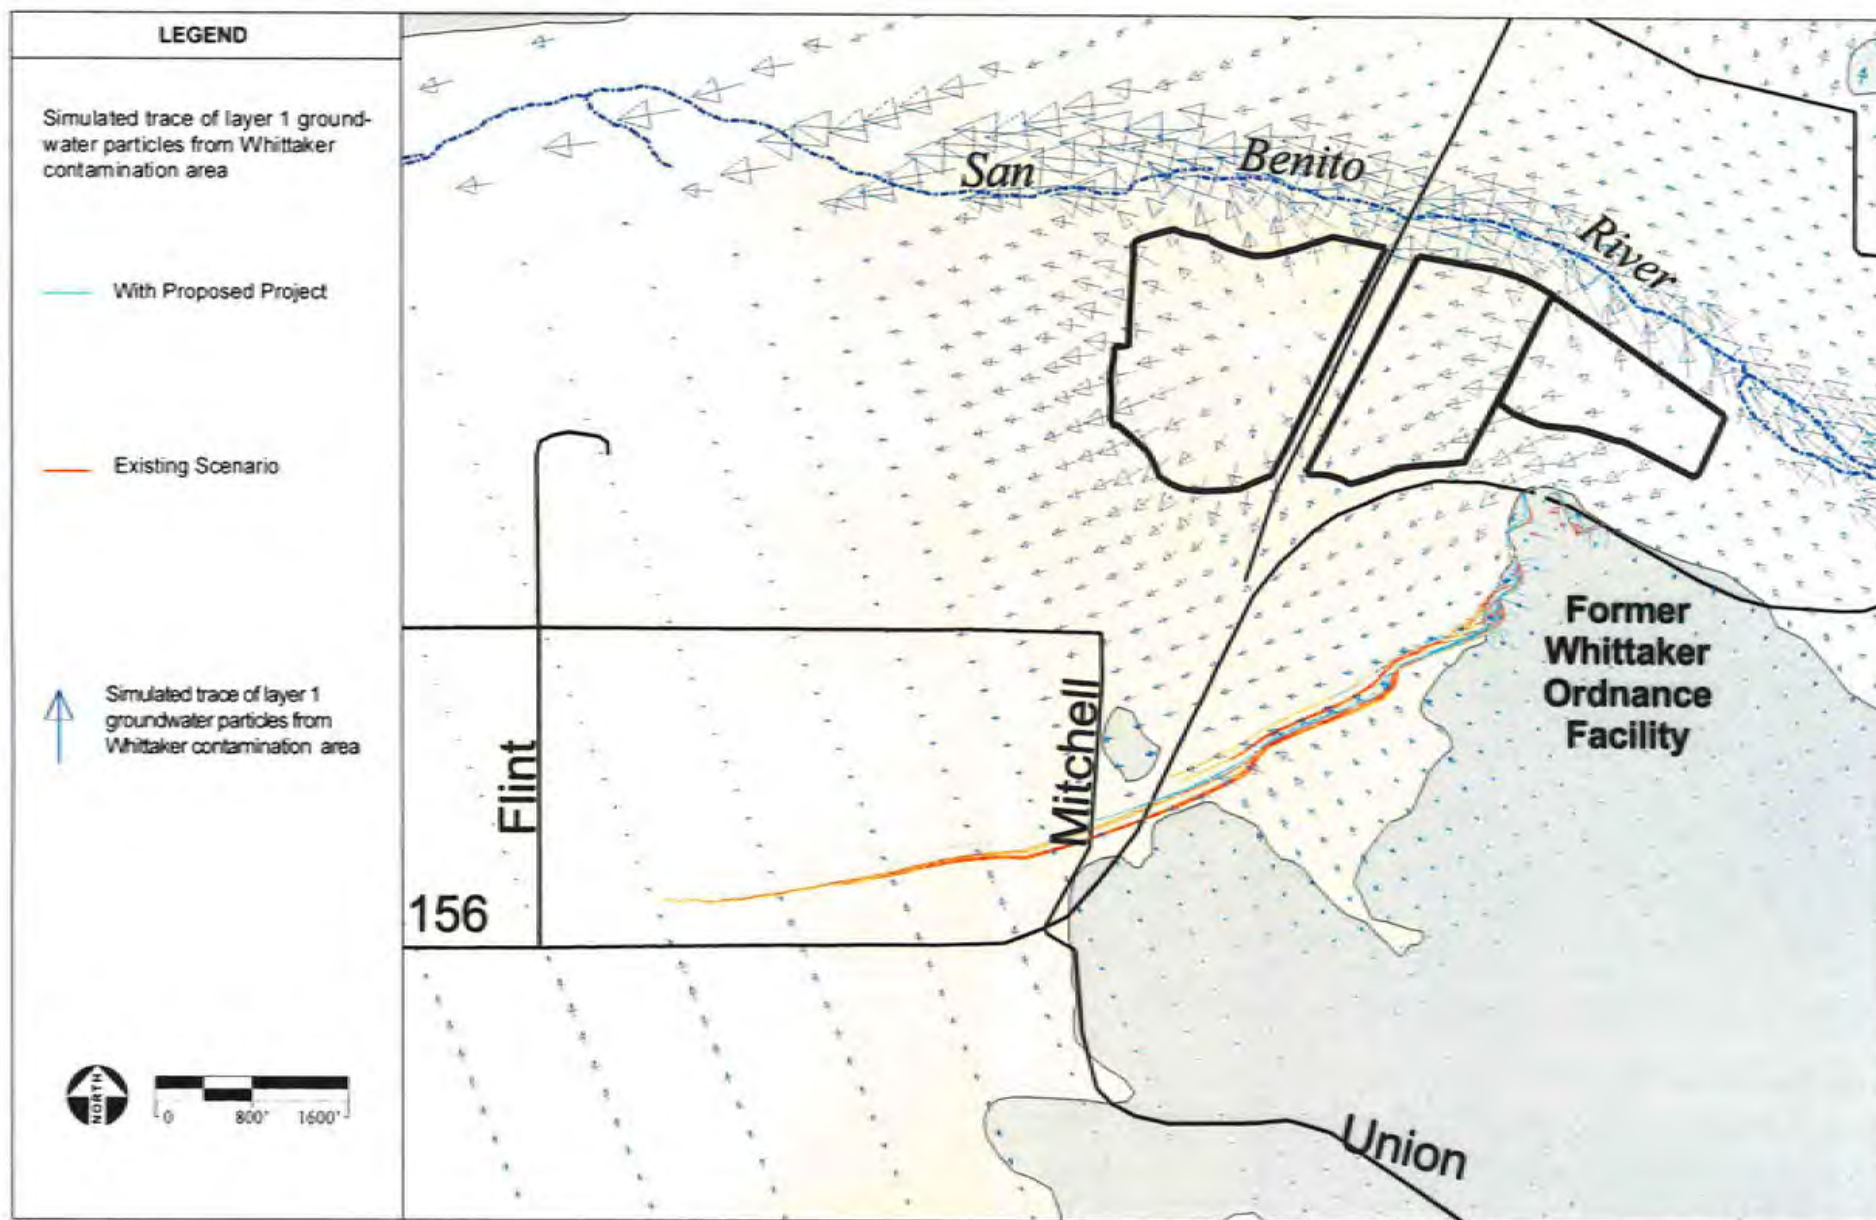 LEGEND
Simulated trace of layer 1 ground-
water particles from Whittaker
contamination area
With Proposed Project
Existing Scenario
Simulated trace of layer 1
groundwater particles from
Whittaker contamination area
NORTH
0 800' 1600'
San Benito River
Former
Whittaker
Ordnance
Facility
Flint
Mitchell
156
Union